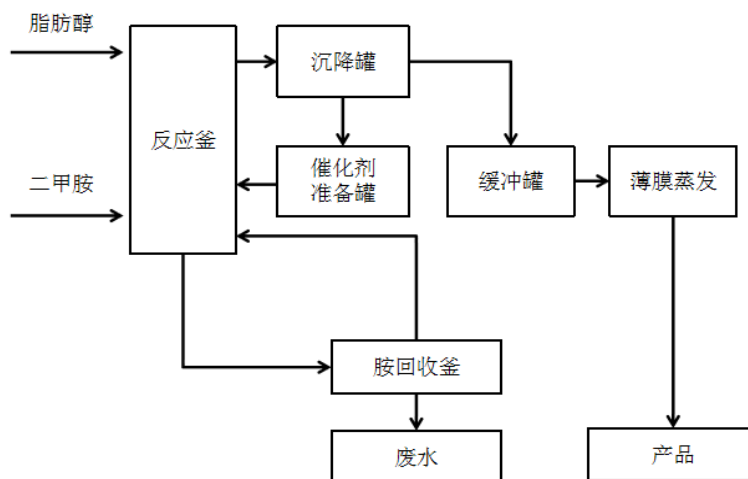 脂肪醇
二甲胺
反应釜
沉降罐
催化剂
准备罐
缓冲罐
薄膜蒸发
胺回收釜
废水
产品